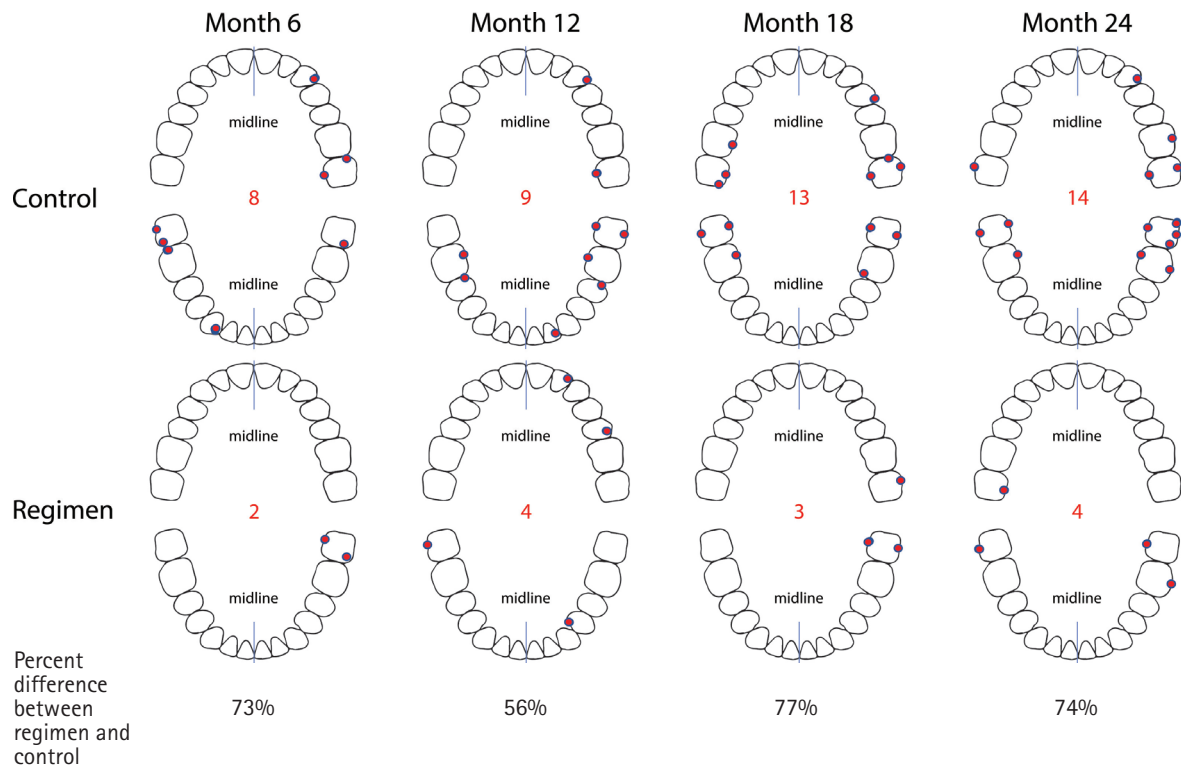 Month 6
Month 12
Month 18
Month 24
midline
midline
midline
midline
Control
8
9
13
14
midline
midline
midline
midline
midline
midline
midline
midline
Regimen
2
4
3
4
midline
midline
midline
midline
Percent
difference
between
regimen and
control
73%
56%
77%
74%